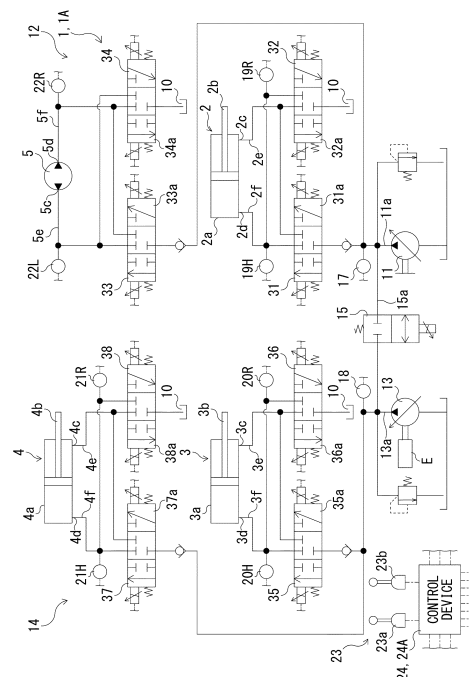 12
1, 1A
22R
5f
5d
5
5c
5e
22L
34
34a
10
33a
33
19R
2
2b
2c
2e
2a
2d
2f
19H
32
32a
10
31a
31
17
11a
11
15
15a
14
4
4b
4c
4e
4a
4d
4f
21R
21H
38
38a
10
37a
37
3
3b
3c
3e
3a
3d
3f
20R
20H
36
36a
10
35a
35
18
13
13a
E
23
23a
23b
CONTROL
DEVICE
24, 24A